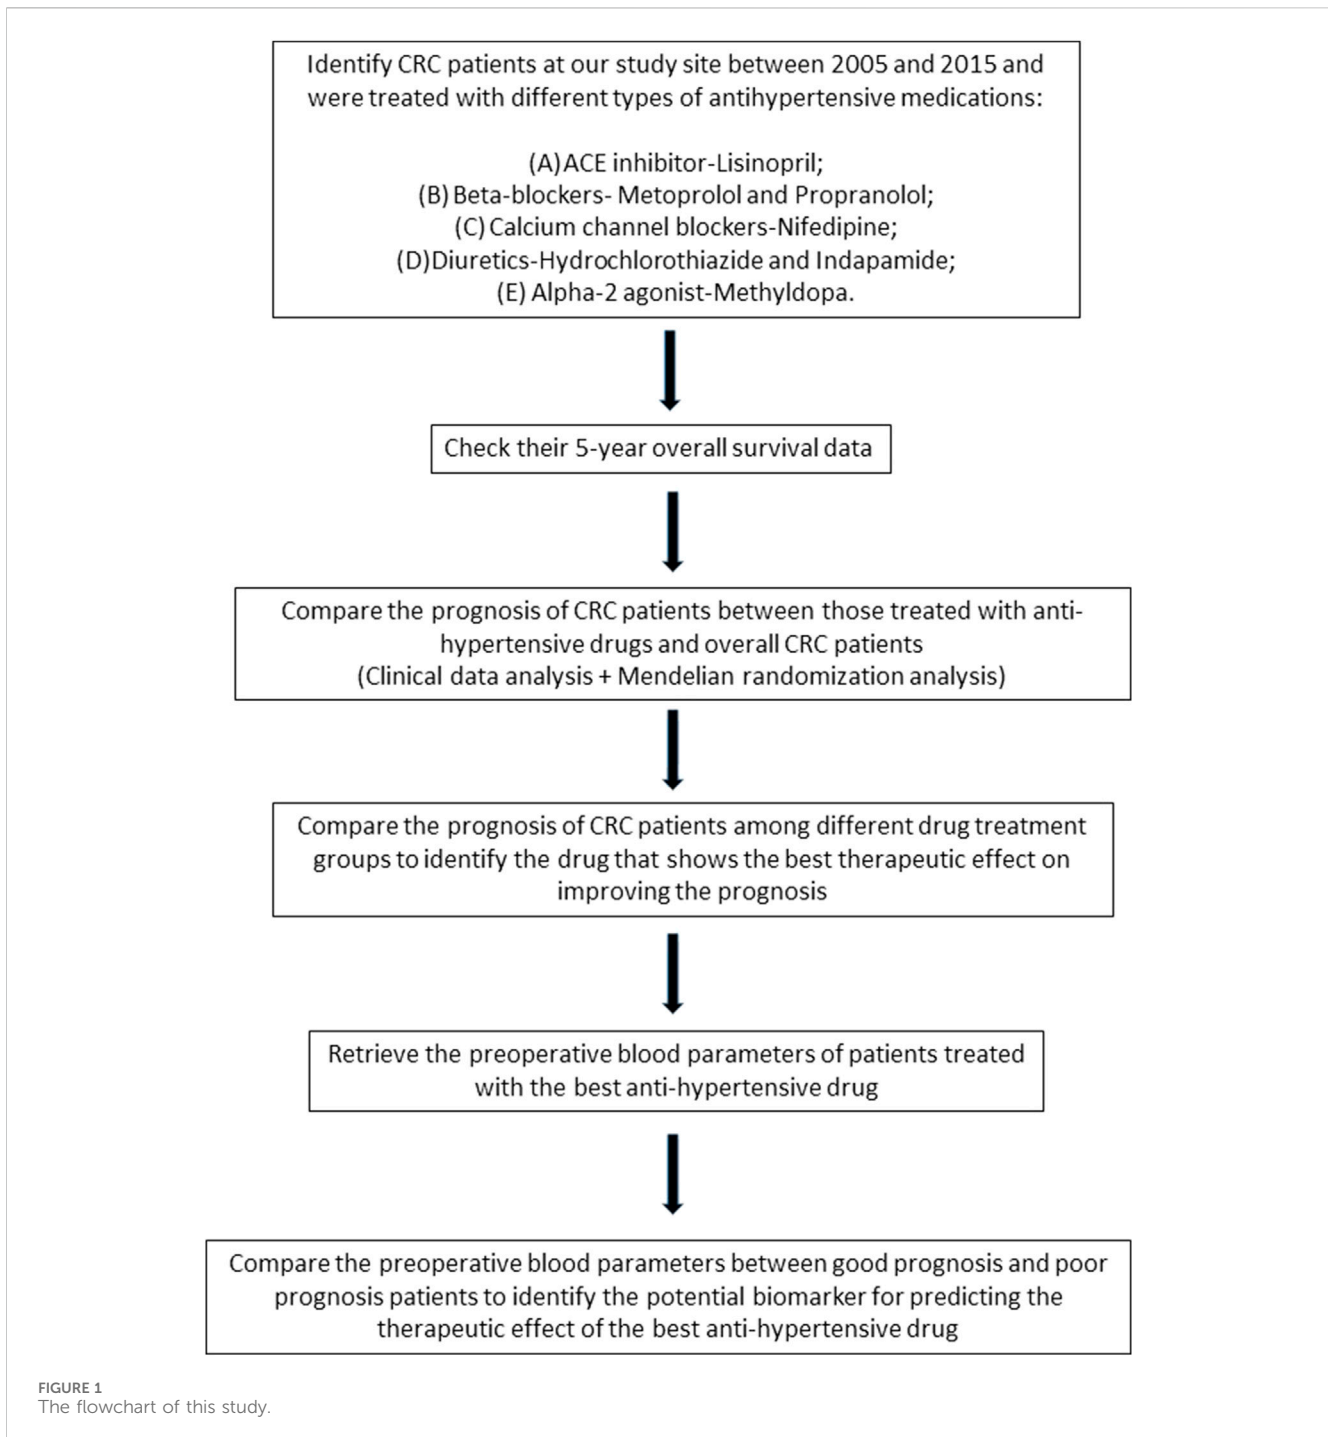 Identify CRC patients at our study site between 2005 and 2015 and
were treated with different types of antihypertensive medications:
(A)ACE inhibitor-Lisinopril;
(B) Beta-blockers- Metoprolol and Propranolol;
(C) Calcium channel blockers-Nifedipine;
(D)Diuretics-Hydrochlorothiazide and Indapamide;
(E) Alpha-2 agonist-Methyldopa.
Check their 5-year overall survival data
Compare the prognosis of CRC patients between those treated with anti-
hypertensive drugs and overall CRC patients
(Clinical data analysis + Mendelian randomization analysis)
Compare the prognosis of CRC patients among different drug treatment
groups to identify the drug that shows the best therapeutic effect on
improving the prognosis
Retrieve the preoperative blood parameters of patients treated
with the best anti-hypertensive drug
Compare the preoperative blood parameters between good prognosis and poor
prognosis patients to identify the potential biomarker for predicting the
therapeutic effect of the best anti-hypertensive drug
FIGURE 1
The flowchart of this study.